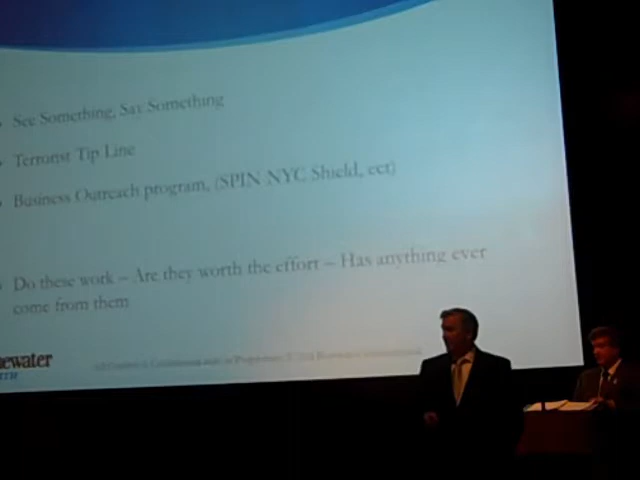 See Something, Say Something
Terrorist Tip Line
Business Outreach program, (SPIN NYC Shield, ect)
Do these work – Are they worth the effort – Has anything ever
come from them